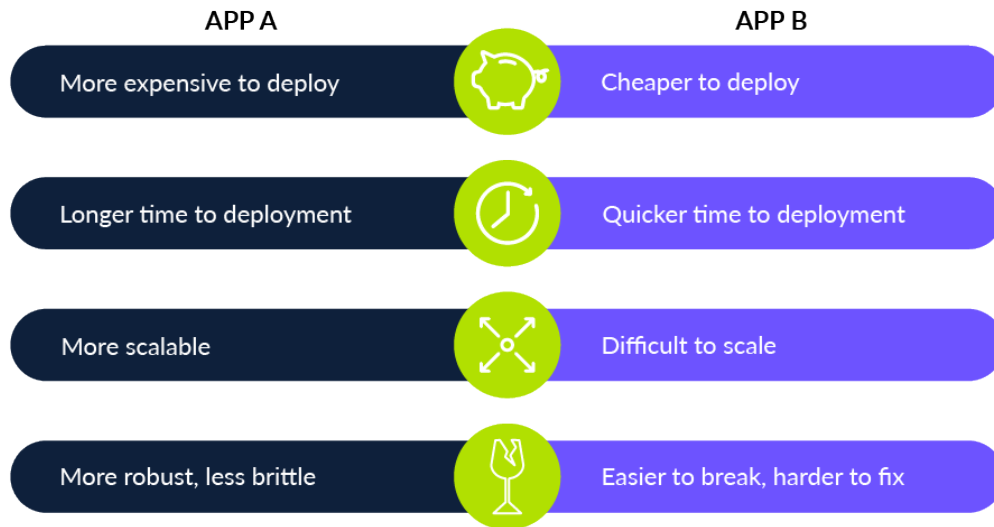 APP A
APP B
More expensive to deploy
Cheaper to deploy
Longer time to deployment
Quicker time to deployment
More scalable
Difficult to scale
More robust, less brittle
Easier to break, harder to fix